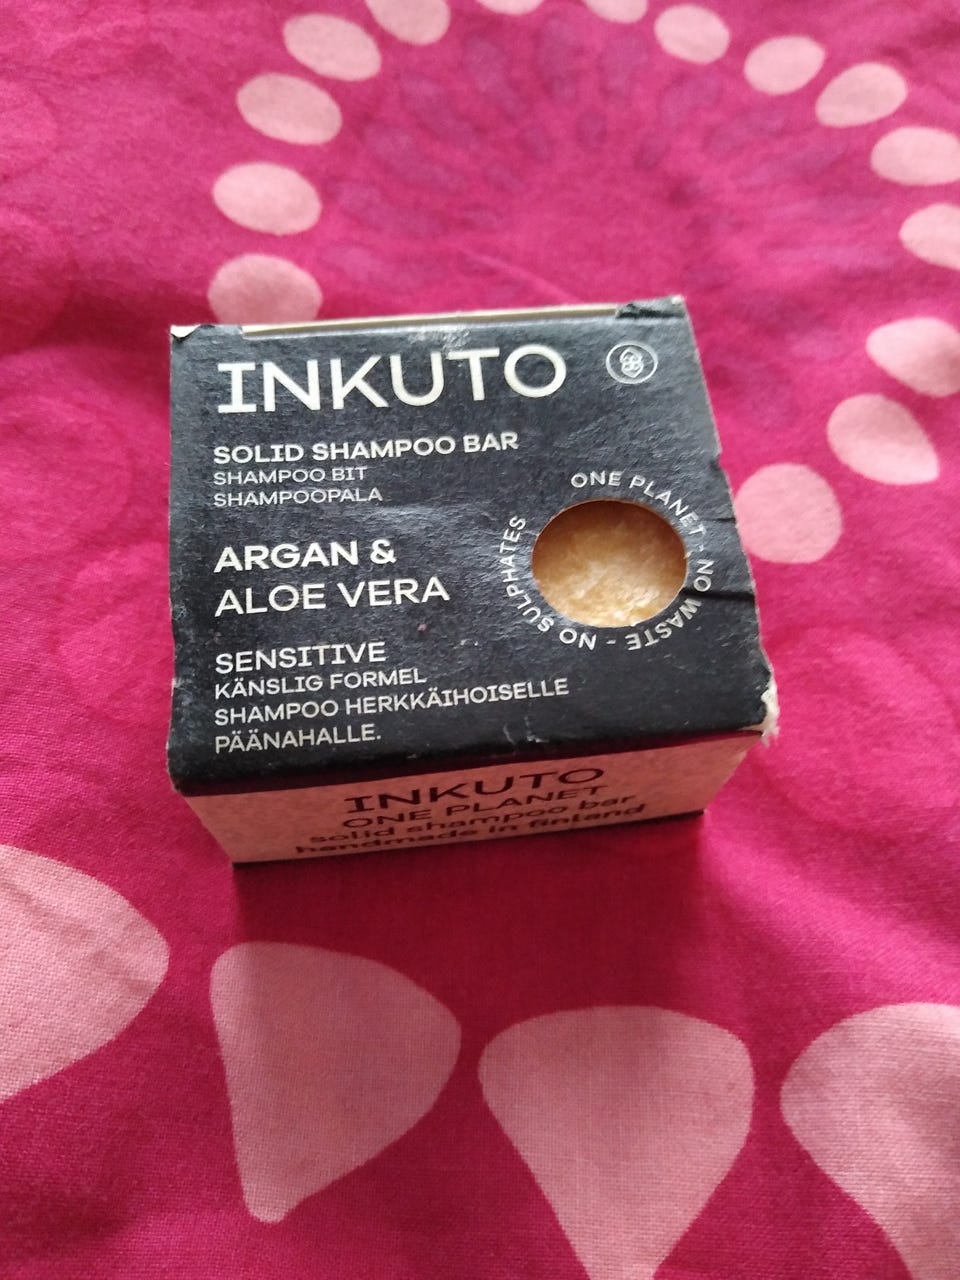 INKUTO
SOLID SHAMPOO BAR
SHAMPOO BIT
SHAMPOOPALA
ARGAN &
ALOE VERA
ONE PLANET - NO WASTE - NO SULPHATES
SENSITIVE
KÄNSLIG FORMEL
SHAMPOO HERKKÄIHOISELLE
PÄÄNAHALLE.
INKUTO
ONE PLANET
solid shampoo bar
handmade in finland